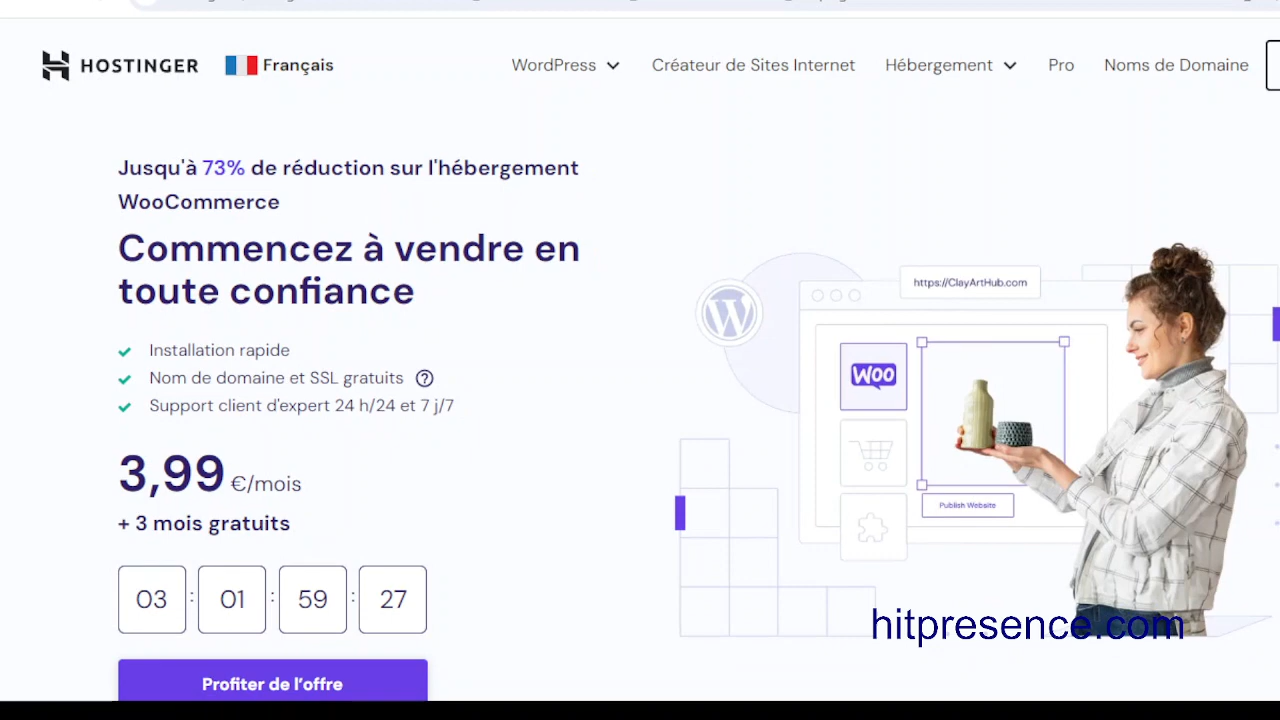 HOSTINGER Français WordPress Créateur de Sites Internet Hébergement Pro Noms de Domaine
Jusqu'à 73% de réduction sur l'hébergement
WooCommerce
Commencez à vendre en
toute confiance
Installation rapide
Nom de domaine et SSL gratuits ?
Support client d'expert 24 h/24 et 7 j/7
3,99 €/mois
+ 3 mois gratuits
03 : 01 : 59 : 27
Profiter de l'offre
https://ClayArtHub.com
W
WOO
Publish Website
hitpresence.com